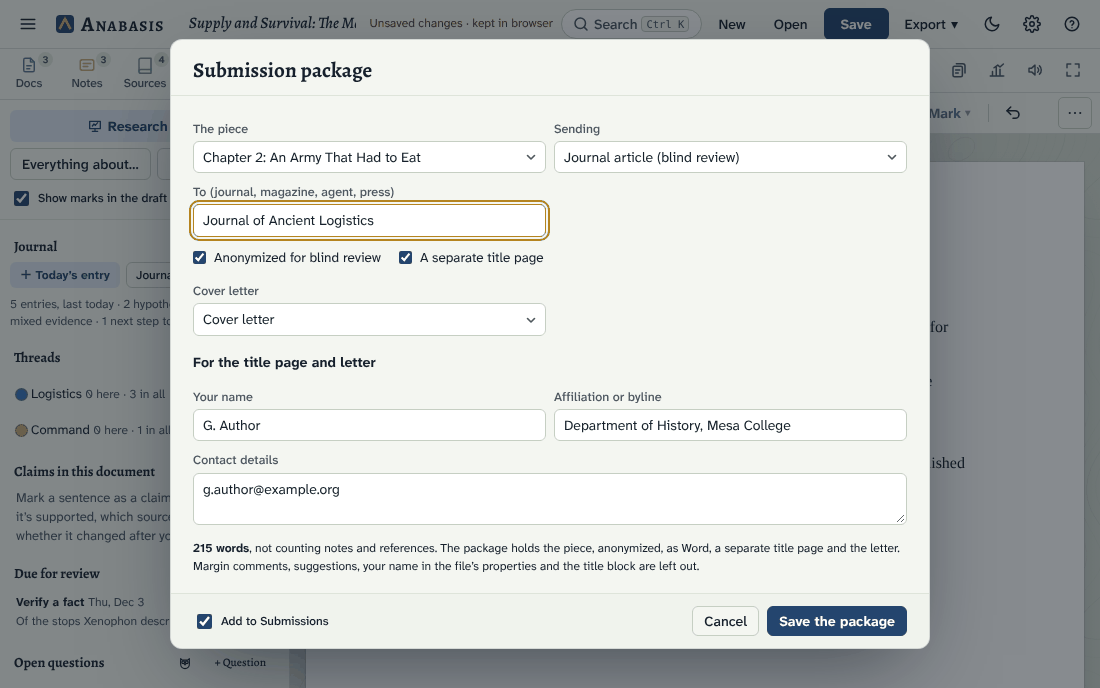 ANABASIS
Supply and Survival: The M
Unsaved changes · kept in browser
Search Ctrl K
New
Open
Save
Export ▾
3
Docs
3
Notes
4
Sources
Research
Mark ▾
Everything about…
Show marks in the draft
Journal
+ Today's entry
Journa
5 entries, last today · 2 hypoth
mixed evidence · 1 next step to
Threads
Logistics 0 here · 3 in all
Command 0 here · 1 in all
Claims in this document
Mark a sentence as a claim
it's supported, which source
whether it changed after yo
Due for review
Verify a fact Thu, Dec 3
Of the stops Xenophon descr
Open questions
+ Question
Submission package
The piece
Chapter 2: An Army That Had to Eat
Sending
Journal article (blind review)
To (journal, magazine, agent, press)
Journal of Ancient Logistics
Anonymized for blind review
A separate title page
Cover letter
Cover letter
For the title page and letter
Your name
G. Author
Affiliation or byline
Department of History, Mesa College
Contact details
g.author@example.org
215 words, not counting notes and references. The package holds the piece, anonymized, as Word, a separate title page and the letter.
Margin comments, suggestions, your name in the file's properties and the title block are left out.
Add to Submissions
Cancel
Save the package
for
ished